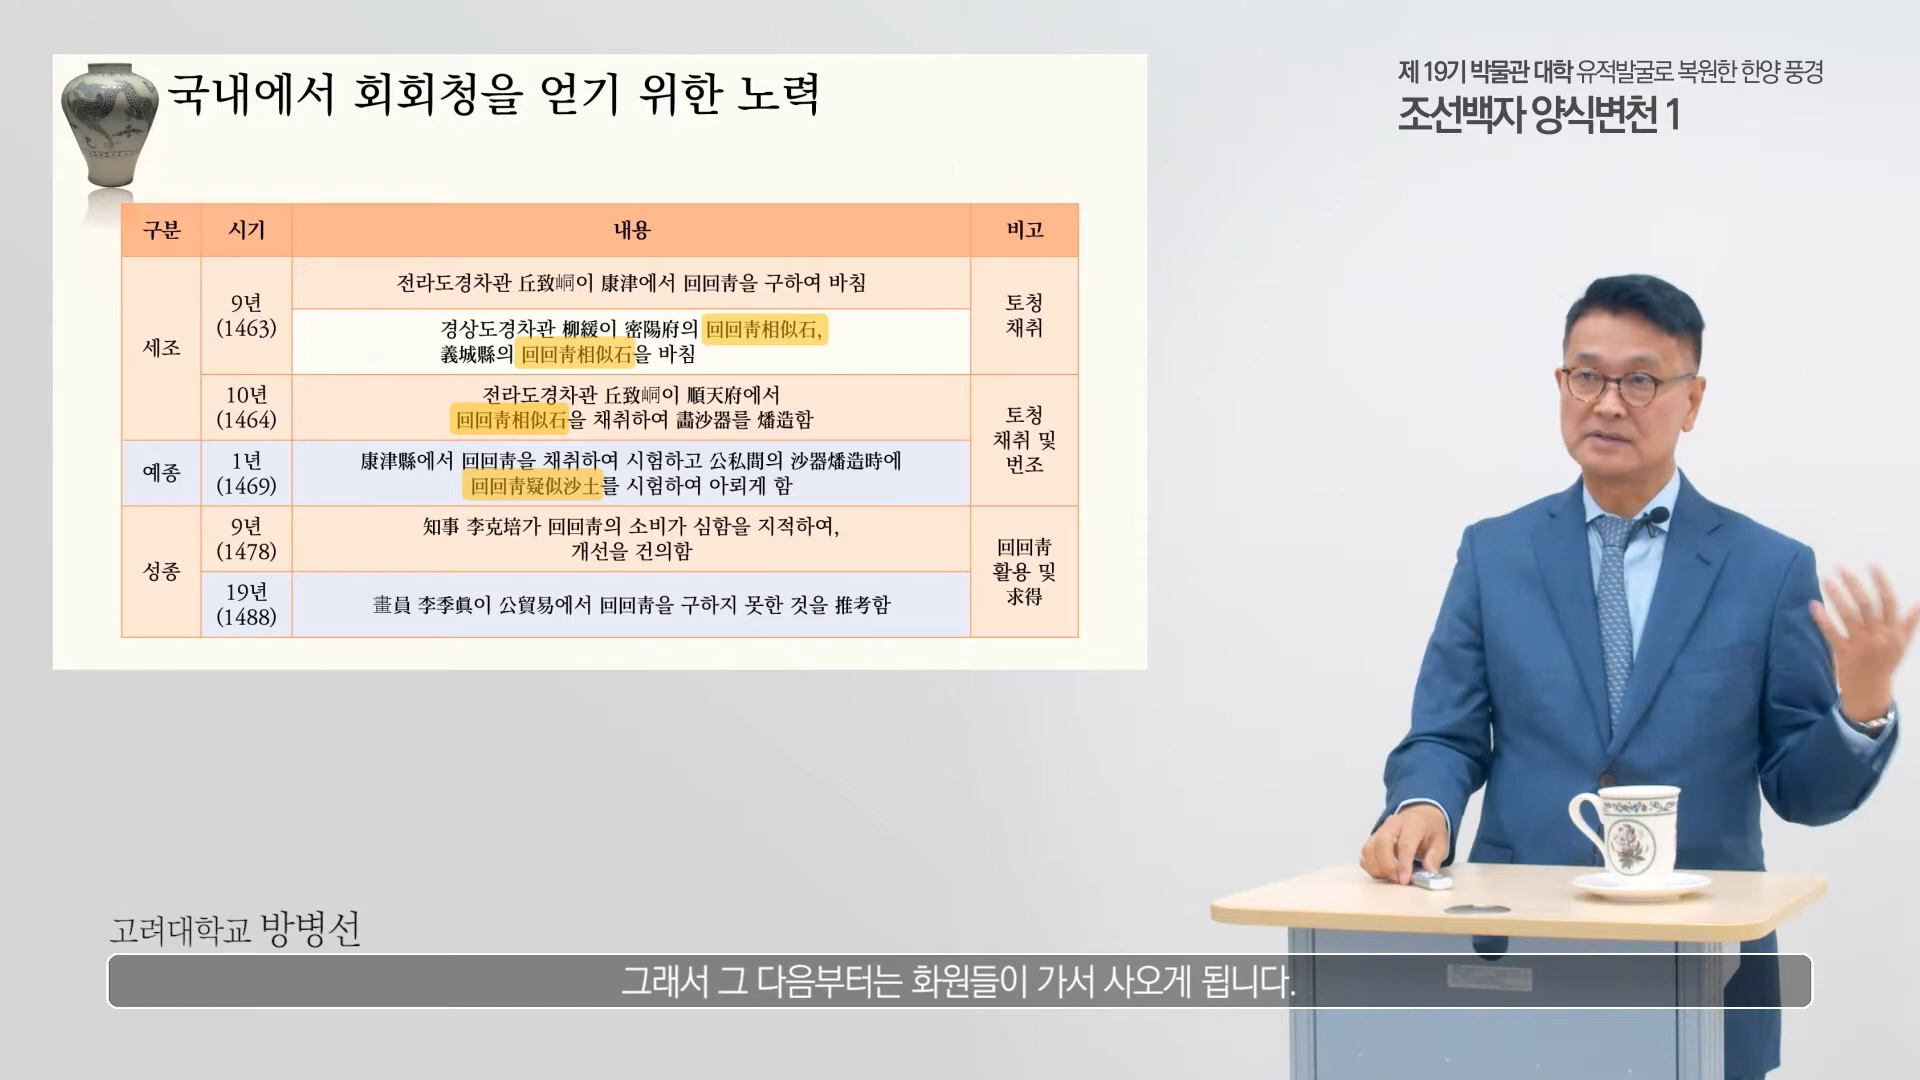 국내에서 회회청을 얻기 위한 노력
제 19기 박물관 대학 유적발굴로 복원한 한양 풍경
조선백자 양식변천 1
구분 시기 내용 비고
세조
9년
(1463)
전라도경차관 丘致峒이 康津에서 回回靑을 구하여 바침
경상도경차관 柳緩이 密陽府의 回回靑相似石,
義城縣의 回回靑相似石을 바침
토청
채취
10년
(1464)
전라도경차관 丘致峒이 順天府에서
回回靑相似石을 채취하여 畵沙器를 燔造함
토청
채취 및
번조
예종
1년
(1469)
康津縣에서 回回靑을 채취하여 시험하고 公私間의 沙器燔造時에
回回靑疑似沙土를 시험하여 아뢰게 함
성종
9년
(1478)
知事 李克培가 回回靑의 소비가 심함을 지적하여,
개선을 건의함
回回靑
활용 및
求得
19년
(1488)
畫員 李季眞이 公貿易에서 回回靑을 구하지 못한 것을 推考함
고려대학교 방병선
그래서 그 다음부터는 화원들이 가서 사오게 됩니다.